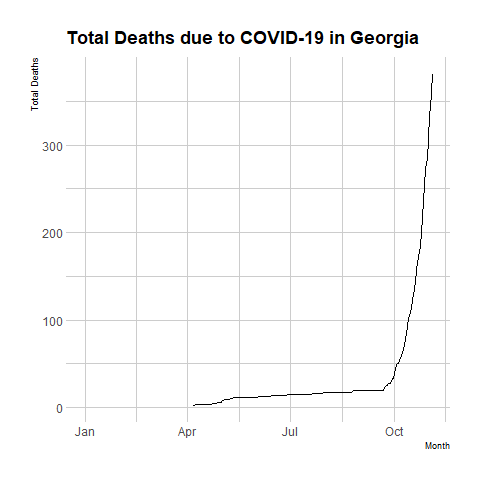 Total Deaths due to COVID-19 in Georgia
Total Deaths
300
200
100
0
Jan Apr Jul Oct
Month